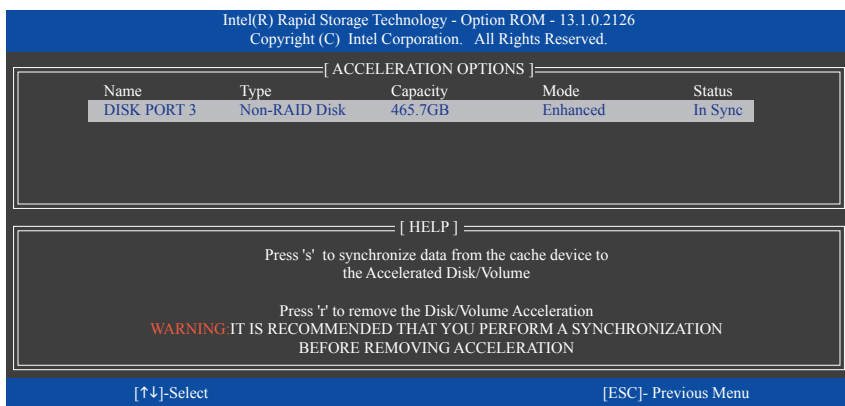 Intel(R) Rapid Storage Technology - Option ROM - 13.1.0.2126
Copyright (C) Intel Corporation. All Rights Reserved.
[ ACCELERATION OPTIONS ]
Name Type Capacity Mode Status
DISK PORT 3 Non-RAID Disk 465.7GB Enhanced In Sync
[ HELP ]
Press 's' to synchronize data from the cache device to
the Accelerated Disk/Volume
Press 'r' to remove the Disk/Volume Acceleration
WARNING:IT IS RECOMMENDED THAT YOU PERFORM A SYNCHRONIZATION
BEFORE REMOVING ACCELERATION
[↑↓]-Select [ESC]- Previous Menu